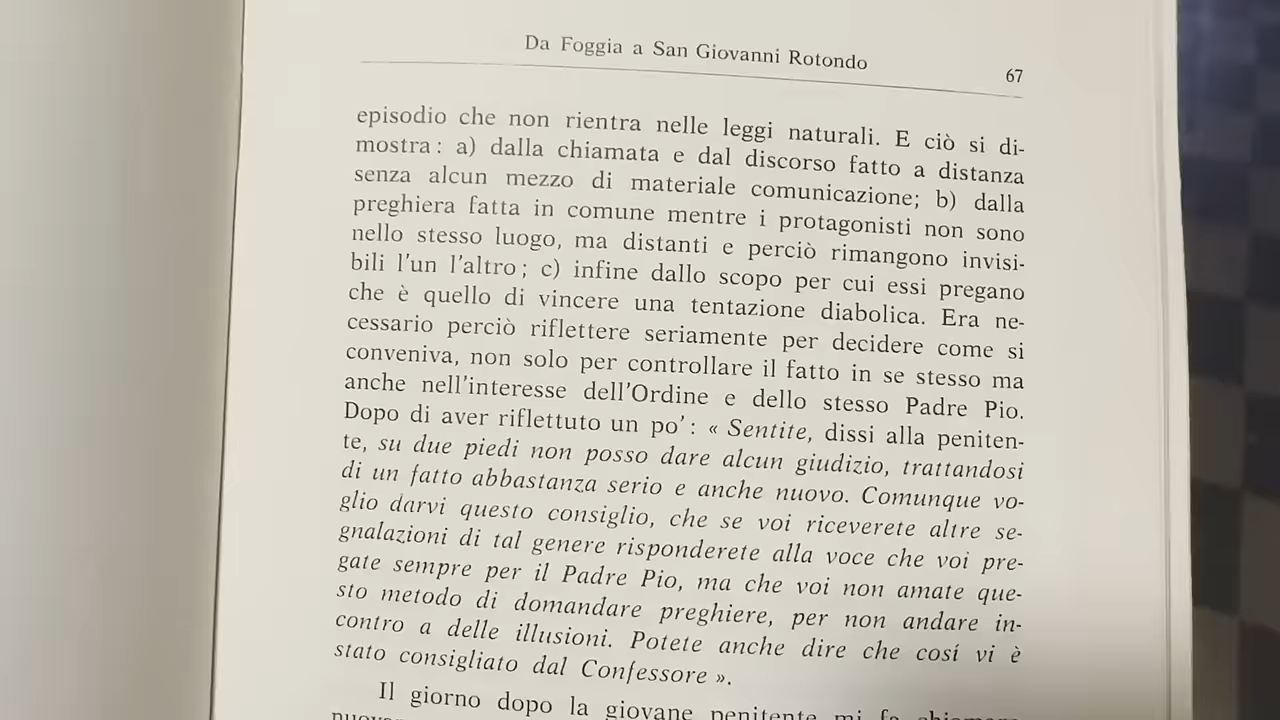 Da Foggia a San Giovanni Rotondo
67
episodio che non rientra nelle leggi naturali. E ciò si di-
mostra: a) dalla chiamata e dal discorso fatto a distanza
senza alcun mezzo di materiale comunicazione; b) dalla
preghiera fatta in comune mentre i protagonisti non sono
nello stesso luogo, ma distanti e perciò rimangono invisi-
bili l'un l'altro; c) infine dallo scopo per cui essi pregano
che è quello di vincere una tentazione diabolica. Era ne-
cessario perciò riflettere seriamente per decidere come si
conveniva, non solo per controllare il fatto in se stesso ma
anche nell'interesse dell'Ordine e dello stesso Padre Pio.
Dopo di aver riflettuto un po': « Sentite, dissi alla peniten-
te, su due piedi non posso dare alcun giudizio, trattandosi
di un fatto abbastanza serio e anche nuovo. Comunque vo-
glio darvi questo consiglio, che se voi riceverete altre se-
gnalazioni di tal genere risponderete alla voce che voi pre-
gate sempre per il Padre Pio, ma che voi non amate que-
sto metodo di domandare preghiere, per non andare in-
contro a delle illusioni. Potete anche dire che cosí vi è
stato consigliato dal Confessore ».
Il giorno dopo la giovane penitente mi fa